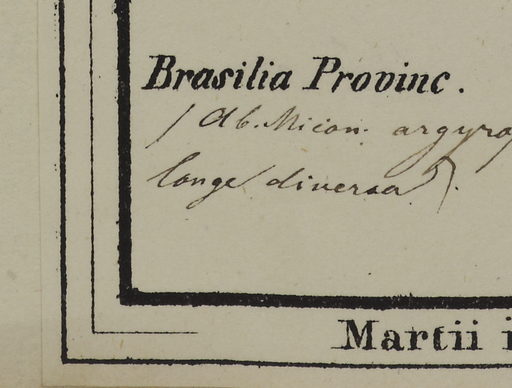 Brasilia Provinc.
(Ab. Micon. argyro
longe diversa).
Martii i